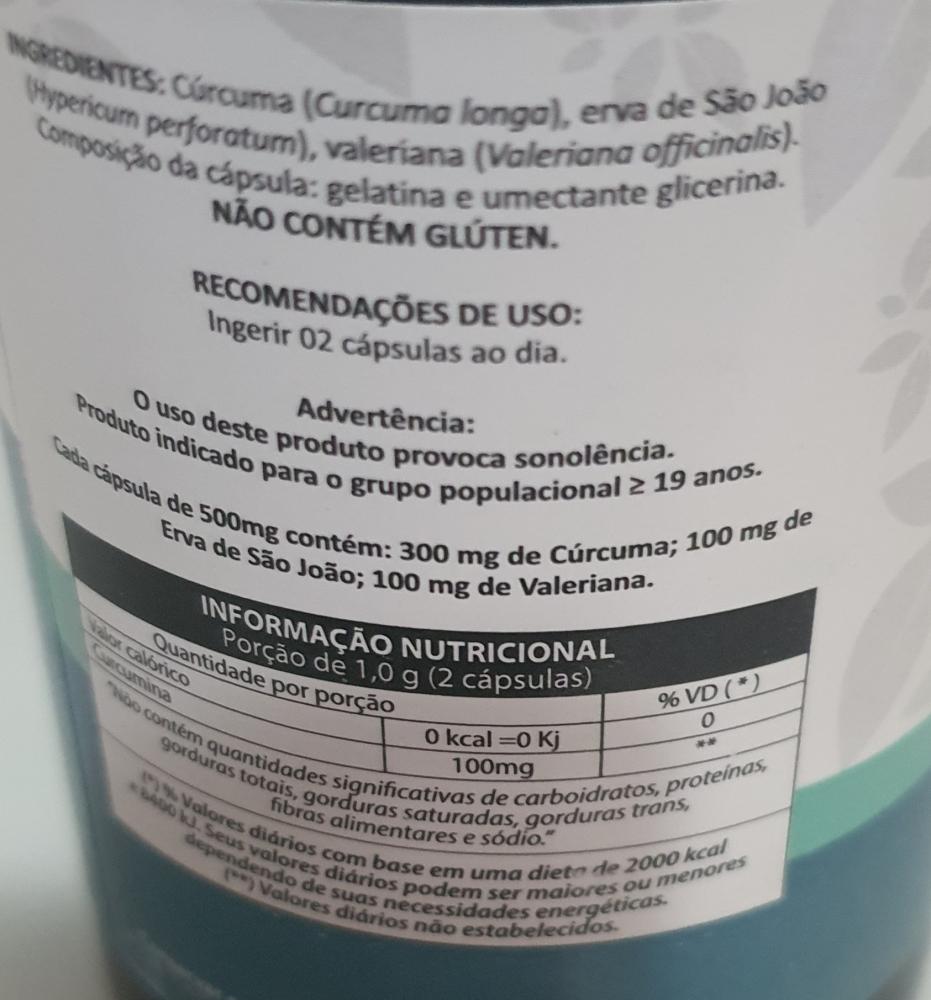 INGREDIENTES: Cúrcuma (Curcuma longa), erva de São João
(Hypericum perforatum), valeriana (Valeriana officinalis).
Composição da cápsula: gelatina e umectante glicerina.
NÃO CONTÉM GLÚTEN.
RECOMENDAÇÕES DE USO:
Ingerir 02 cápsulas ao dia.
Advertência:
O uso deste produto provoca sonolência.
Produto indicado para o grupo populacional ≥ 19 anos.
Cada cápsula de 500mg contém: 300 mg de Cúrcuma; 100 mg de
Erva de São João; 100 mg de Valeriana.
INFORMAÇÃO NUTRICIONAL
Porção de 1,0 g (2 cápsulas)
Quantidade por porção % VD (*)
Valor calórico 0 kcal =0 Kj 0
Curcumina 100mg **
"Não contém quantidades significativas de carboidratos, proteínas,
gorduras totais, gorduras saturadas, gorduras trans,
fibras alimentares e sódio."
(*) % Valores diários com base em uma dieta de 2000 kcal
= 8400 kJ. Seus valores diários podem ser maiores ou menores
dependendo de suas necessidades energéticas.
(**) Valores diários não estabelecidos.